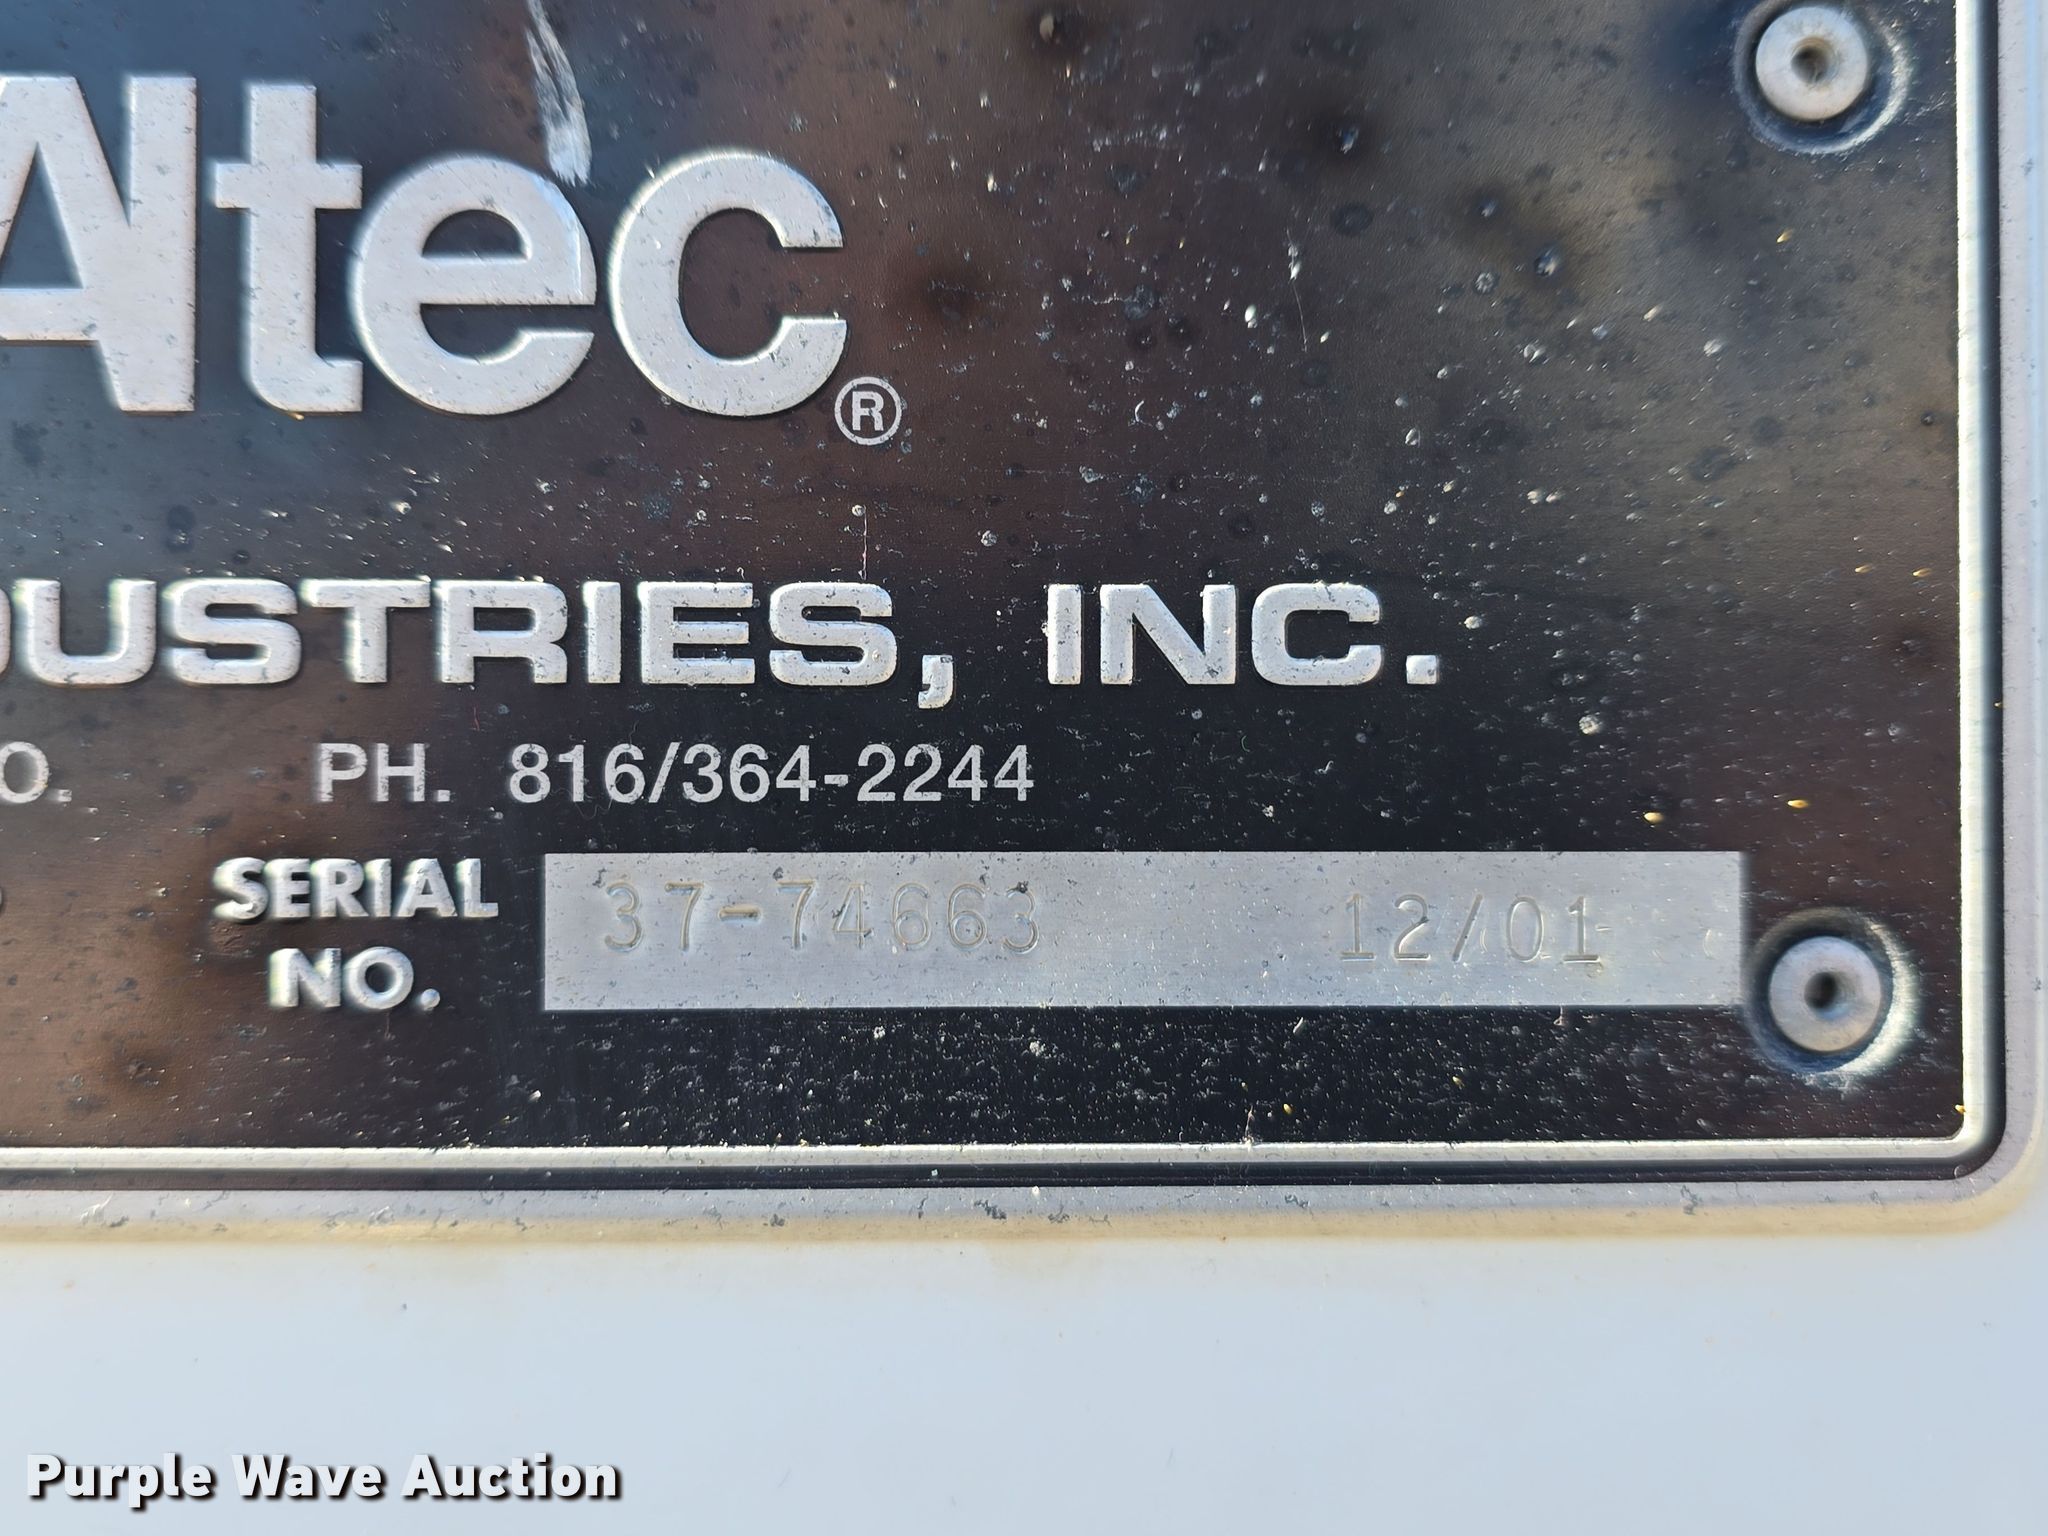 Altec®
DUSTRIES, INC.
O. PH. 816/364-2244
SERIAL NO. 37-74663 12/01
Purple Wave Auction